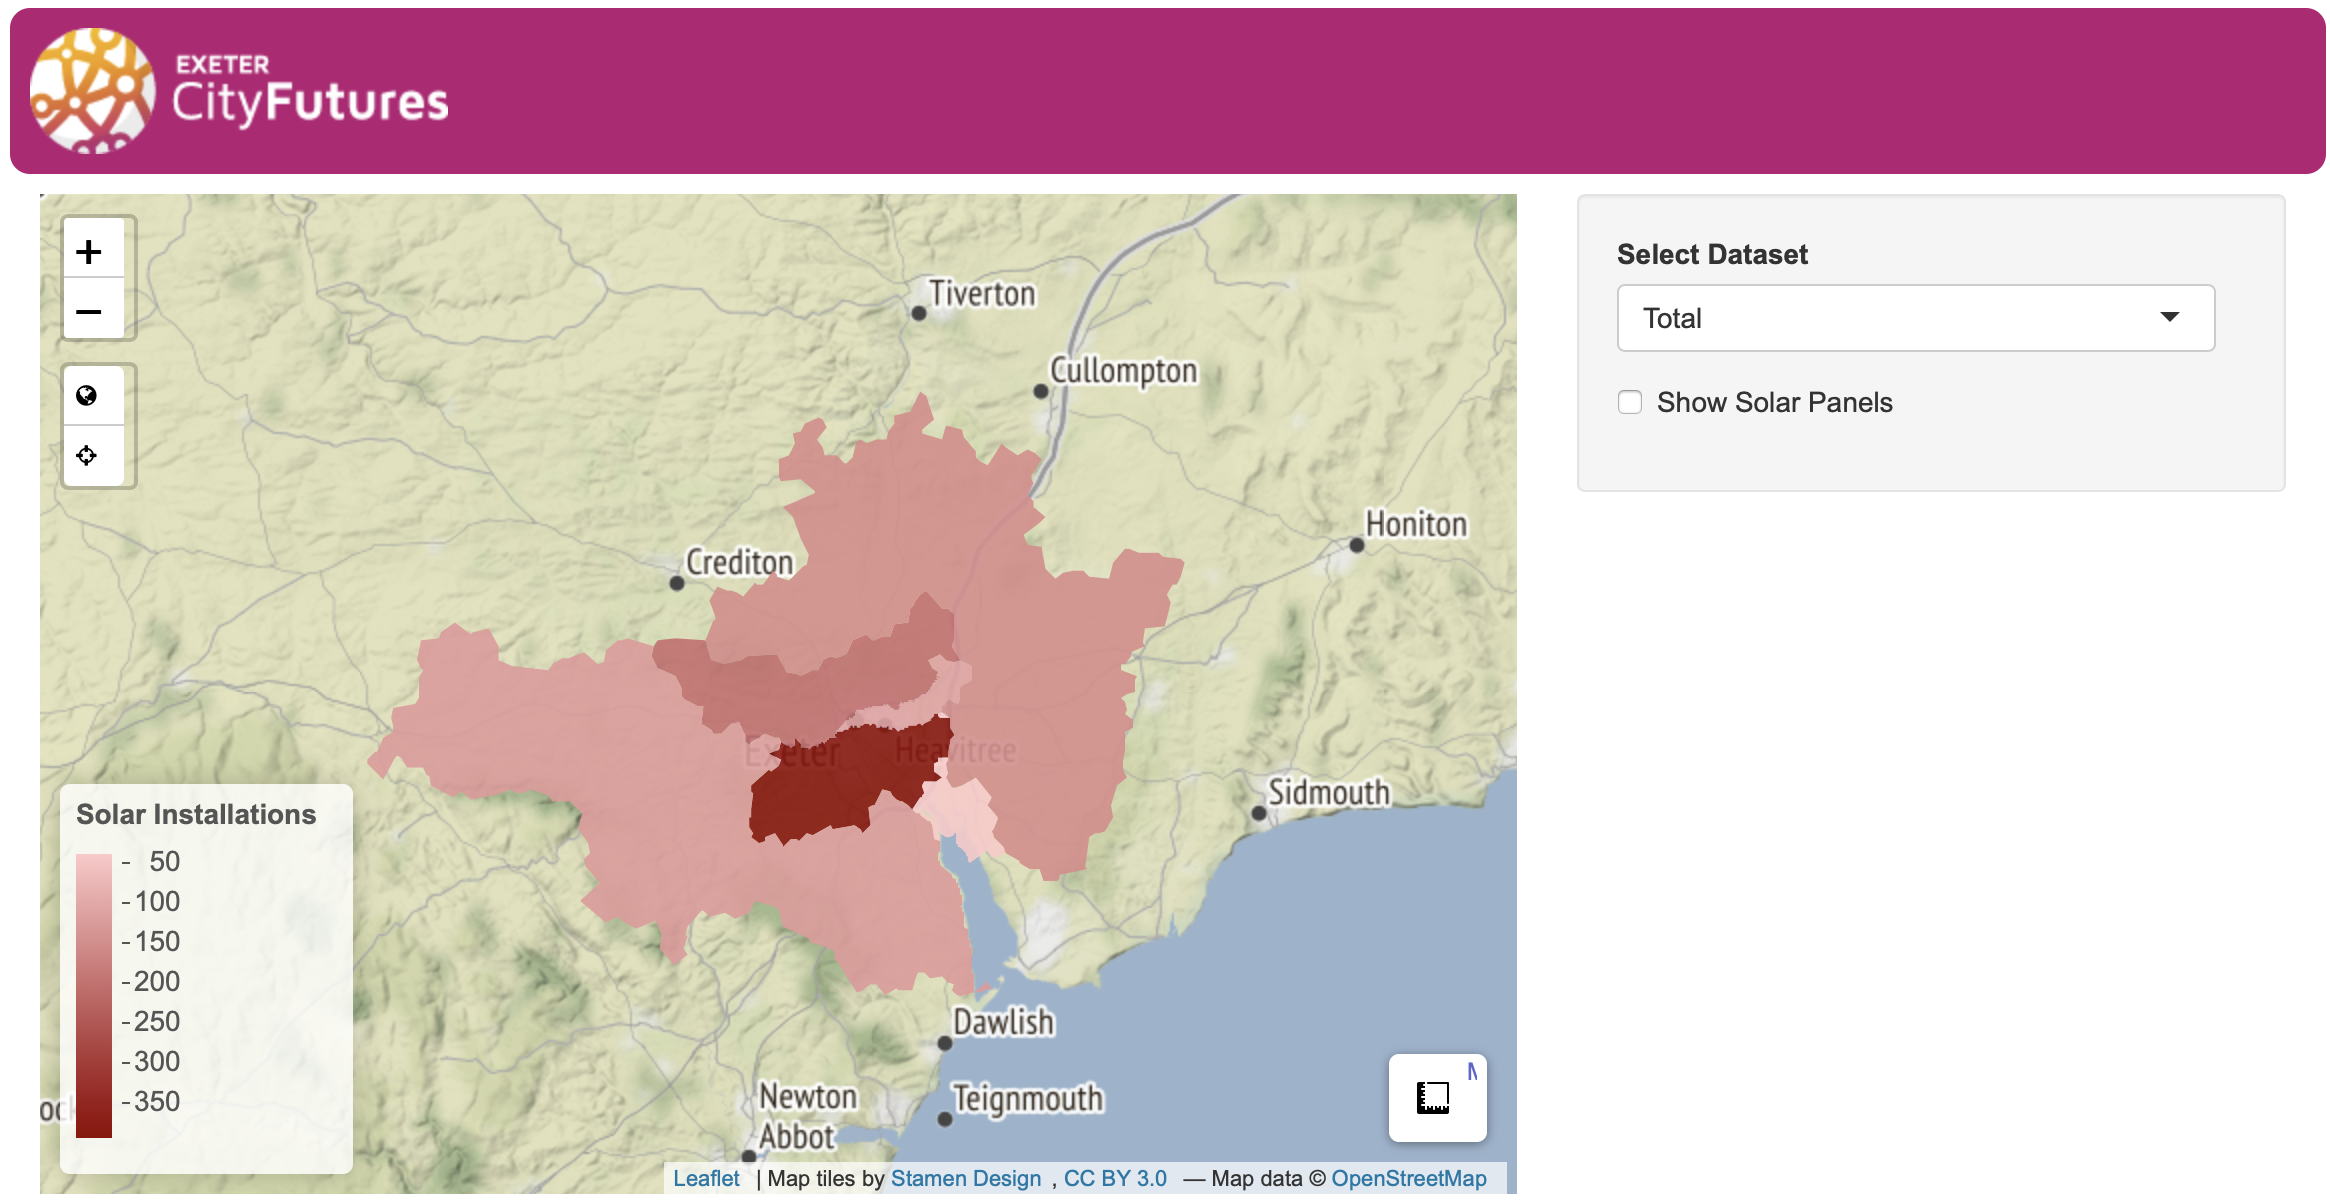 EXETER
CityFutures
+
−
Tiverton
Cullompton
Honiton
Crediton
Exeter
Heavitree
Sidmouth
Dawlish
Teignmouth
Newton
Abbot
ock
Solar Installations
- 50
-100
-150
-200
-250
-300
-350
Leaflet | Map tiles by Stamen Design , CC BY 3.0 — Map data © OpenStreetMap
Select Dataset
Total
Show Solar Panels